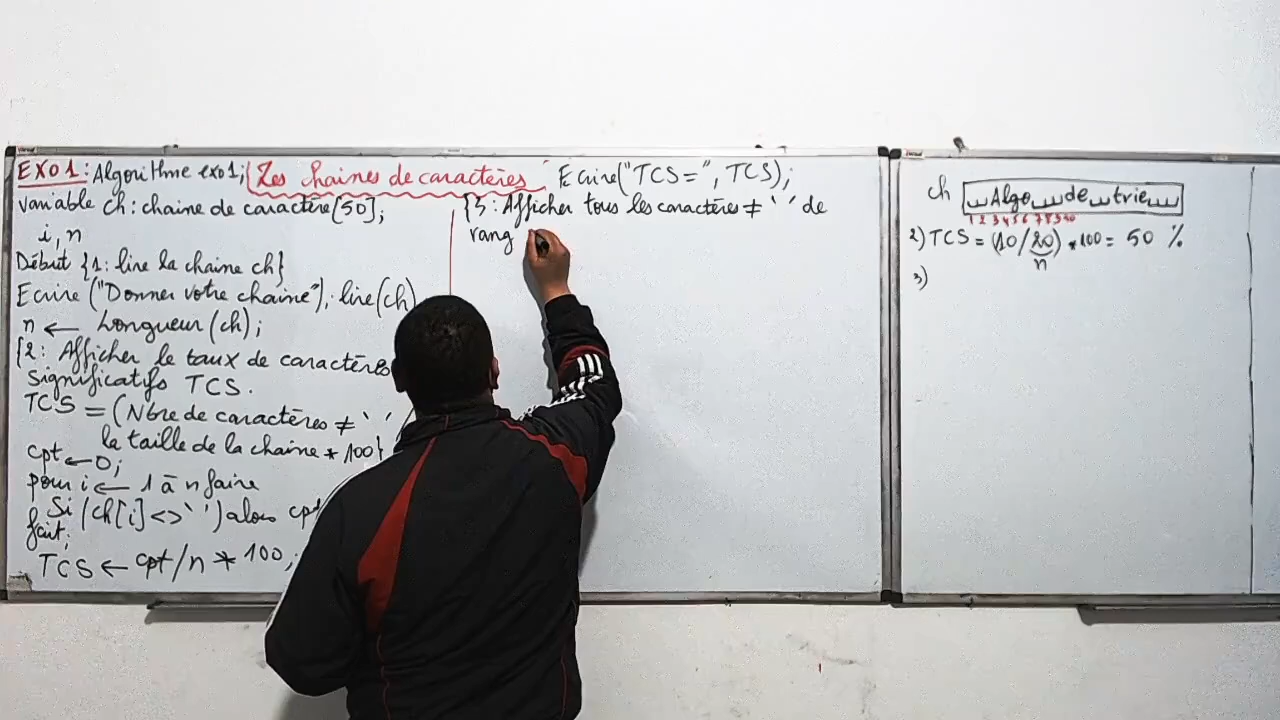 EXO1: Algorithme exo1; Les chaines de caractères
variable ch: chaine de caractère[50];
i, n
Début {1: lire la chaine ch}
Ecrire ("Donner votre chaine"); lire(ch)
n ← Longueur(ch);
{2: Afficher le taux de caractères
significatifs TCS.
TCS = (Nbre de caractères ≠ ' '
la taille de la chaine * 100}
cpt ← 0;
pour i ← 1 à n faire
Si (ch[i] <> ' ') alors cpt
fait;
TCS ← cpt/n * 100;
Ecrire("TCS=", TCS);
{3: Afficher tous les caractères ≠ ' ' de
rang
ch Algo de trie
1 2 3 4 5 6 7 8 9 10
2) TCS = (10/20) * 100 = 50 %
n
3)